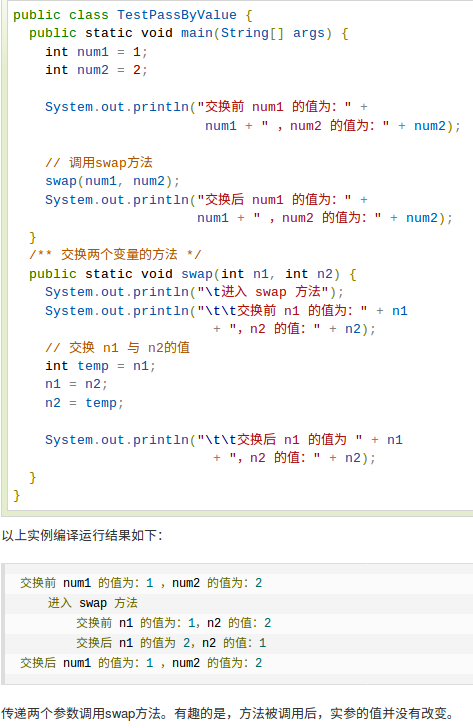 public class TestPassByValue {
  public static void main(String[] args) {
    int num1 = 1;
    int num2 = 2;

    System.out.println("交换前 num1 的值为：" +
                        num1 + " ，num2 的值为：" + num2);

    // 调用swap方法
    swap(num1, num2);
    System.out.println("交换后 num1 的值为：" +
                       num1 + " ，num2 的值为：" + num2);
  }
  /** 交换两个变量的方法 */
  public static void swap(int n1, int n2) {
    System.out.println("\t进入 swap 方法");
    System.out.println("\t\t交换前 n1 的值为：" + n1
                         + "，n2 的值：" + n2);
    // 交换 n1 与 n2的值
    int temp = n1;
    n1 = n2;
    n2 = temp;

    System.out.println("\t\t交换后 n1 的值为 " + n1
                         + "，n2 的值：" + n2);
  }
}
以上实例编译运行结果如下：
交换前 num1 的值为：1 ，num2 的值为：2
    进入 swap 方法
        交换前 n1 的值为：1，n2 的值：2
        交换后 n1 的值为 2，n2 的值：1
交换后 num1 的值为：1 ，num2 的值为：2
传递两个参数调用swap方法。有趣的是，方法被调用后，实参的值并没有改变。